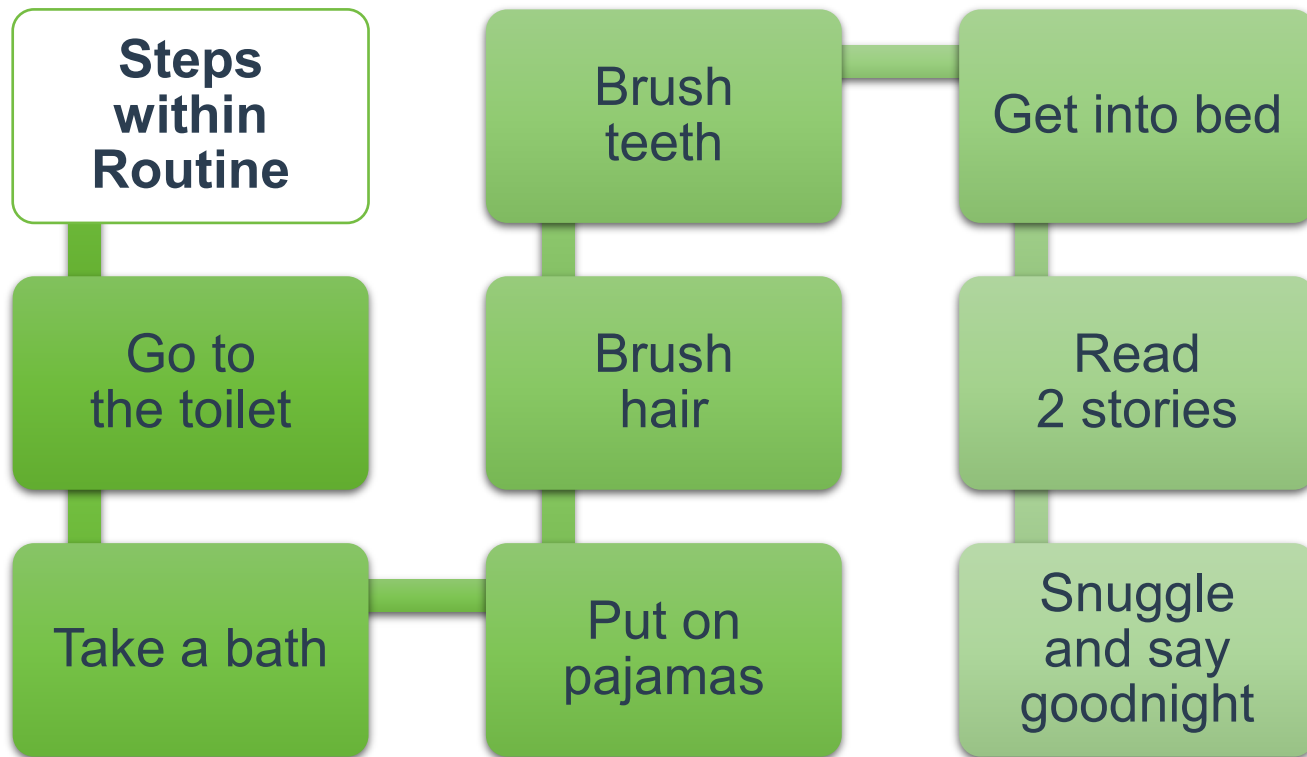 Steps
within
Routine
Go to
the toilet
Take a bath
Put on
pajamas
Brush
hair
Brush
teeth
Get into bed
Read
2 stories
Snuggle
and say
goodnight